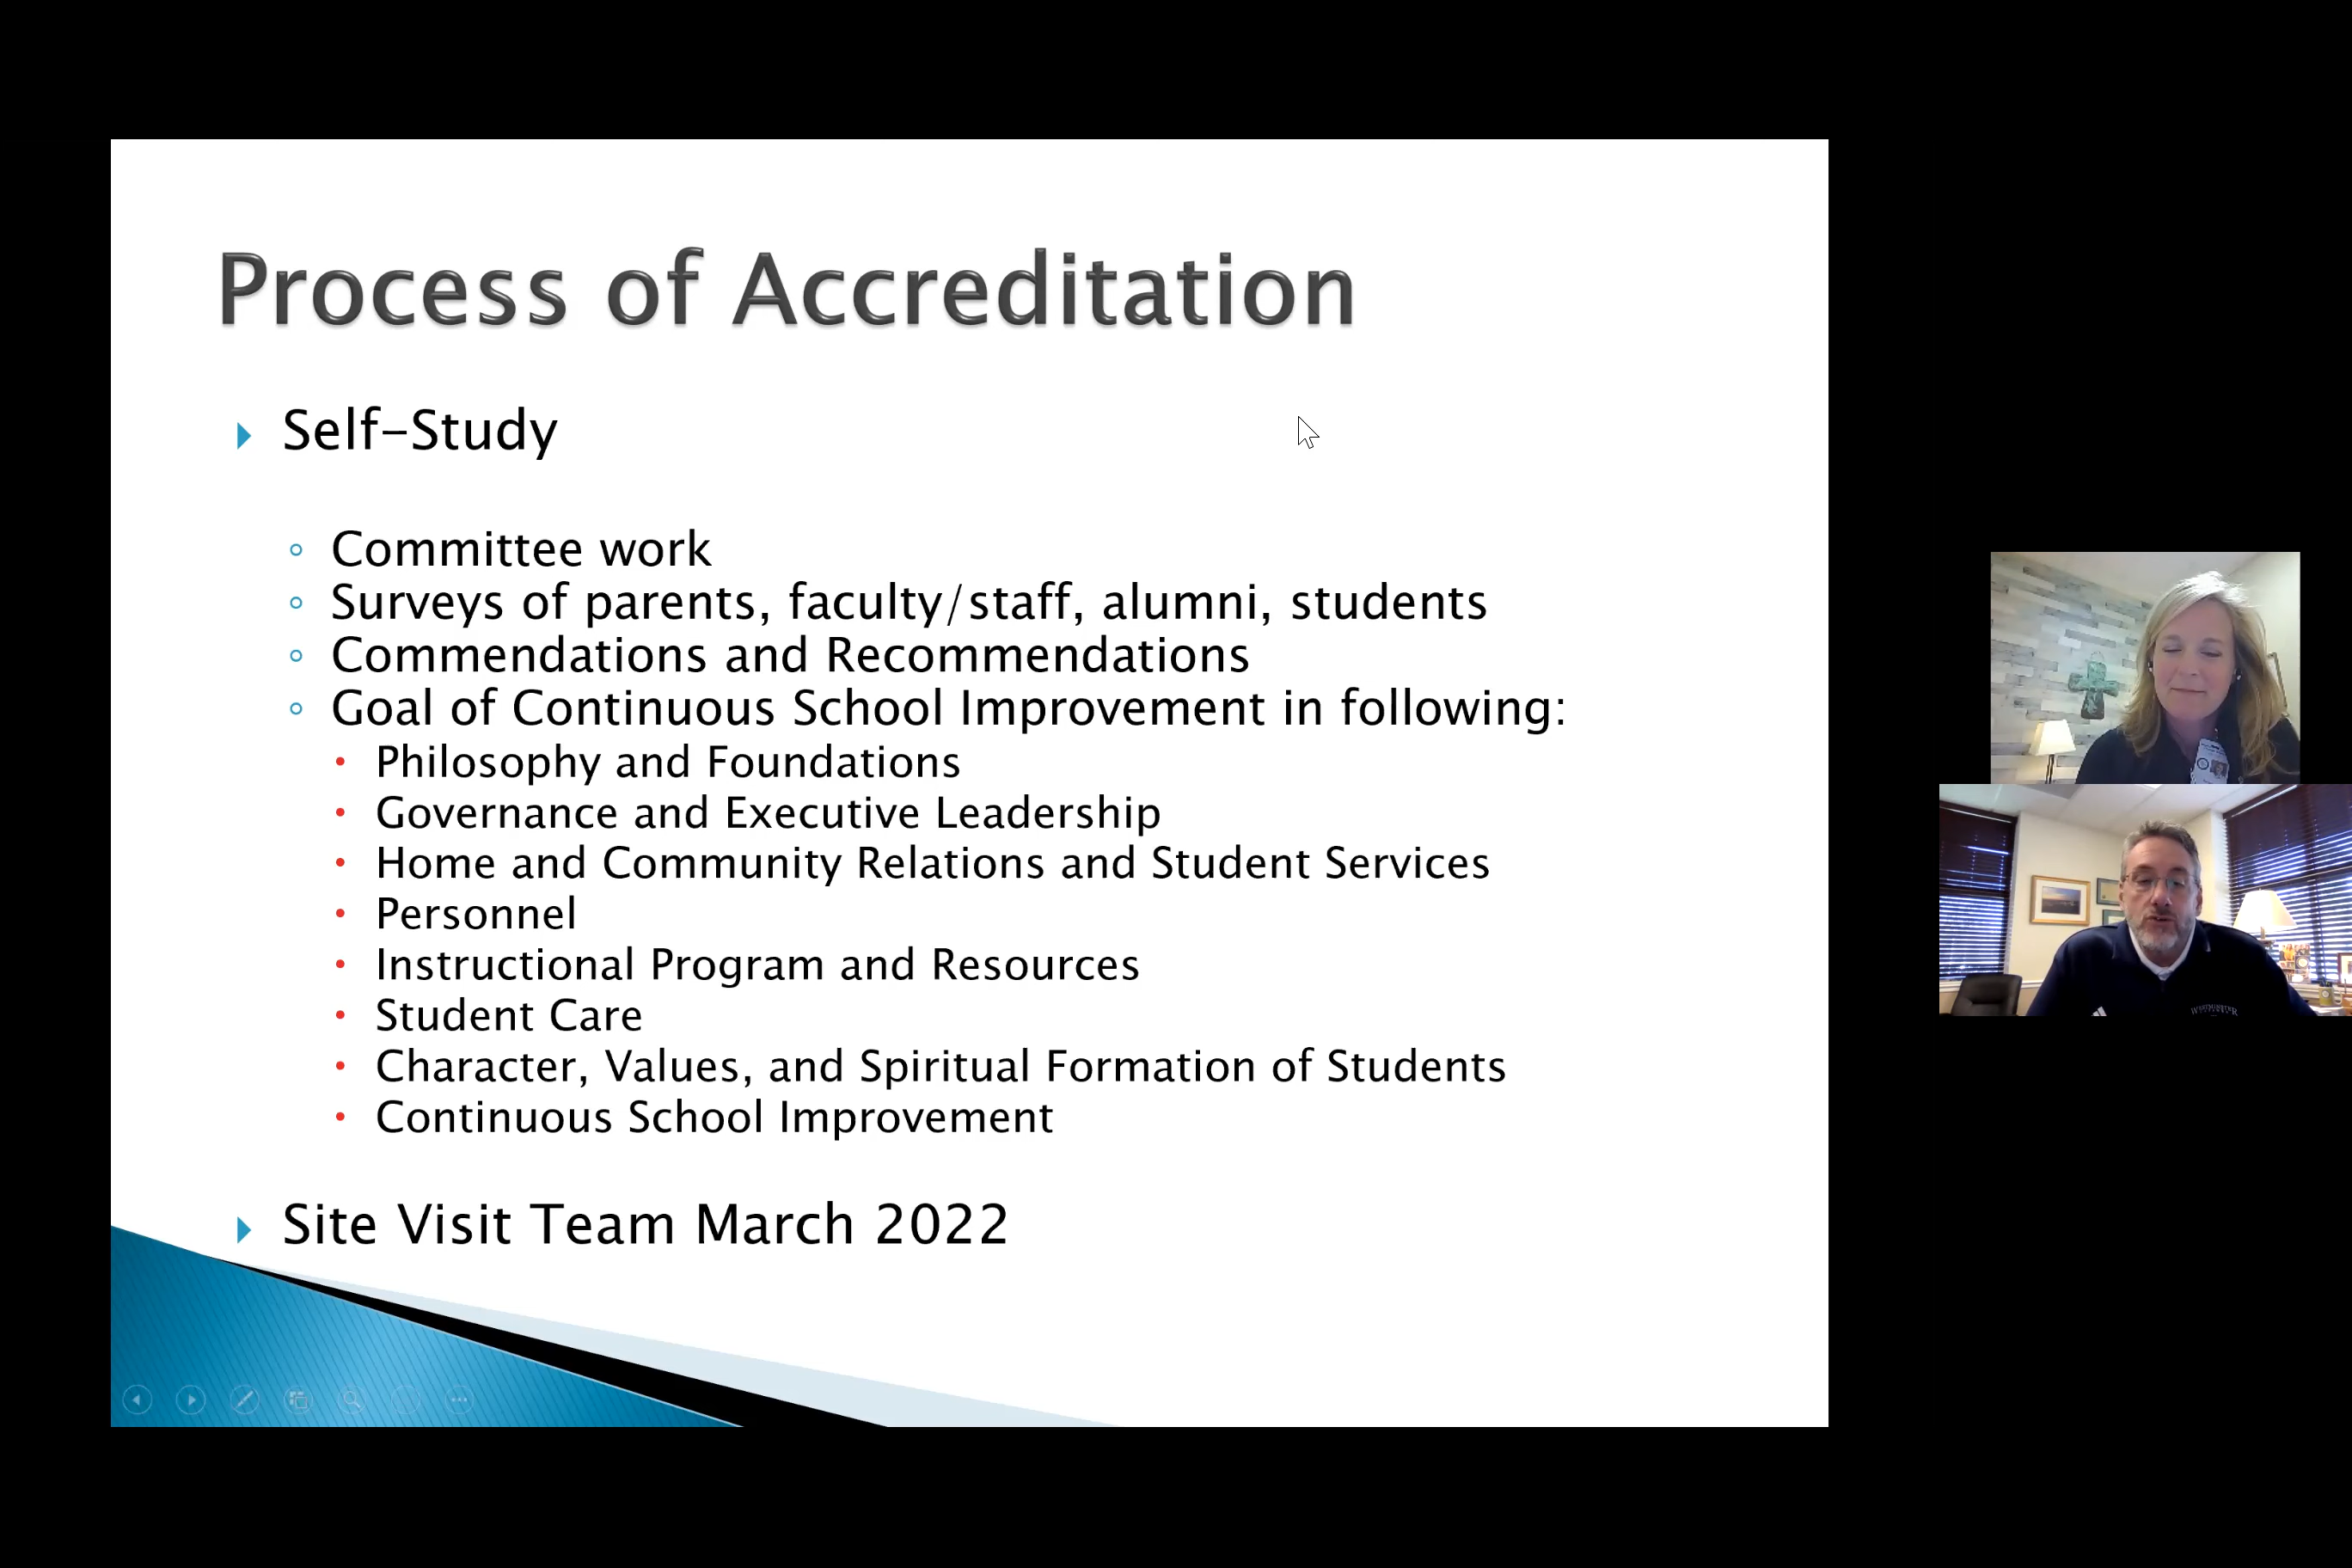 Process of Accreditation
Self-Study
Committee work
Surveys of parents, faculty/staff, alumni, students
Commendations and Recommendations
Goal of Continuous School Improvement in following:
Philosophy and Foundations
Governance and Executive Leadership
Home and Community Relations and Student Services
Personnel
Instructional Program and Resources
Student Care
Character, Values, and Spiritual Formation of Students
Continuous School Improvement
Site Visit Team March 2022